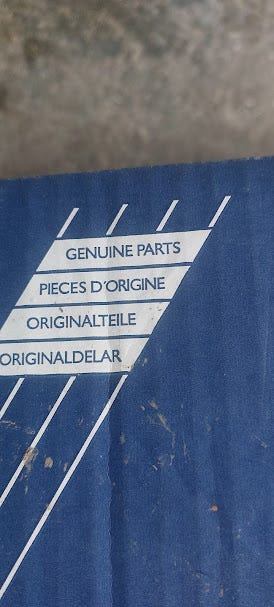 GENUINE PARTS
PIECES D'ORIGINE
ORIGINALTEILE
ORIGINALDELAR